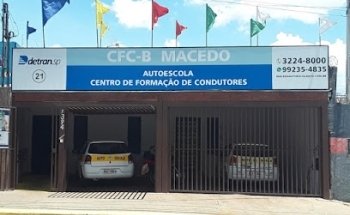 CFC-B MACEDO
detran.sp
21
AUTOESCOLA
CENTRO DE FORMAÇÃO DE CONDUTORES
3224-8000
99235-4835